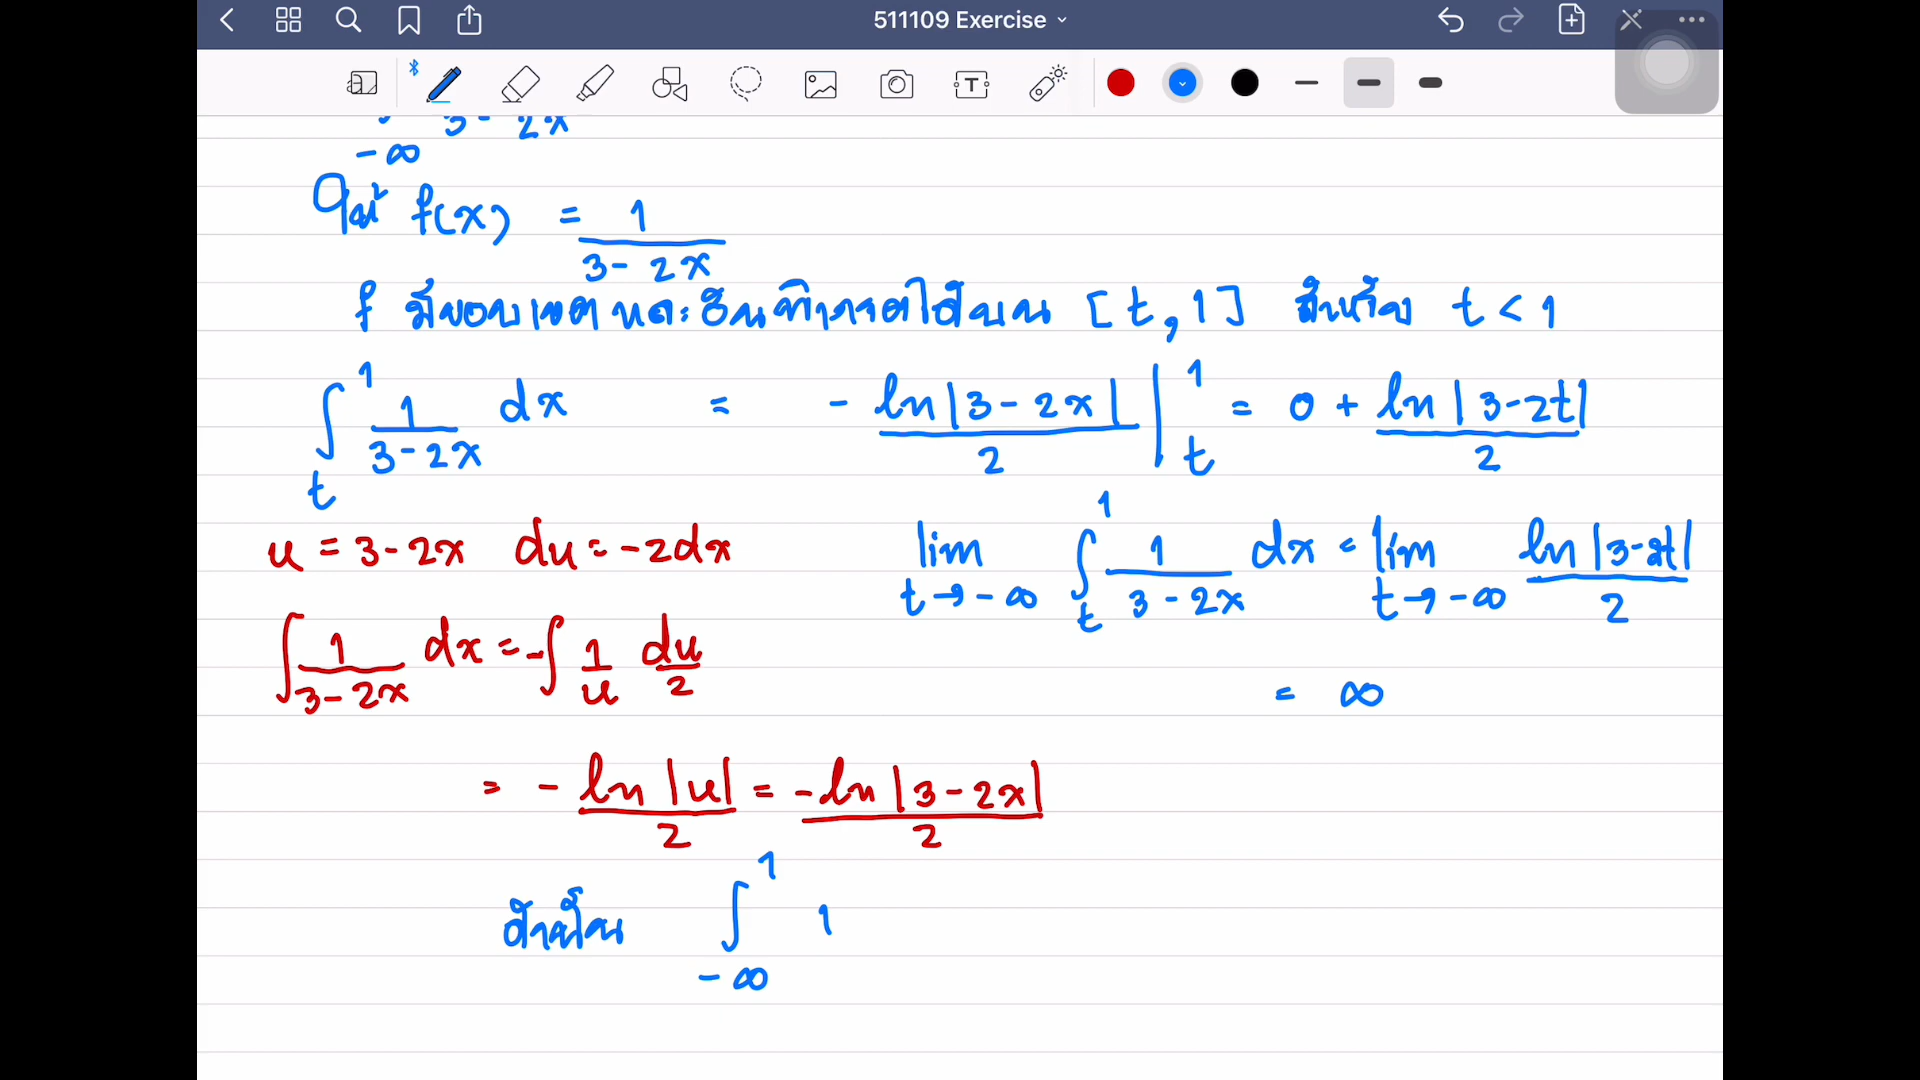 511109 Exercise
3 - 2x
-∞
ให้ f(x) = 1/(3 - 2x)
f มีขอบเขตและอินทิเกรตได้บน [t, 1] สำหรับ t < 1
∫_t^1 1/(3-2x) dx = - ln|3-2x|/2 |_t^1 = 0 + ln|3-2t|/2
u = 3-2x du = -2dx
lim_{t→-∞} ∫_t^1 1/(3-2x) dx = lim_{t→-∞} ln|3-2t|/2
∫ 1/(3-2x) dx = -∫ 1/u du/2
= ∞
= - ln|u|/2 = -ln|3-2x|/2
ดังนั้น ∫_{-∞}^1 1